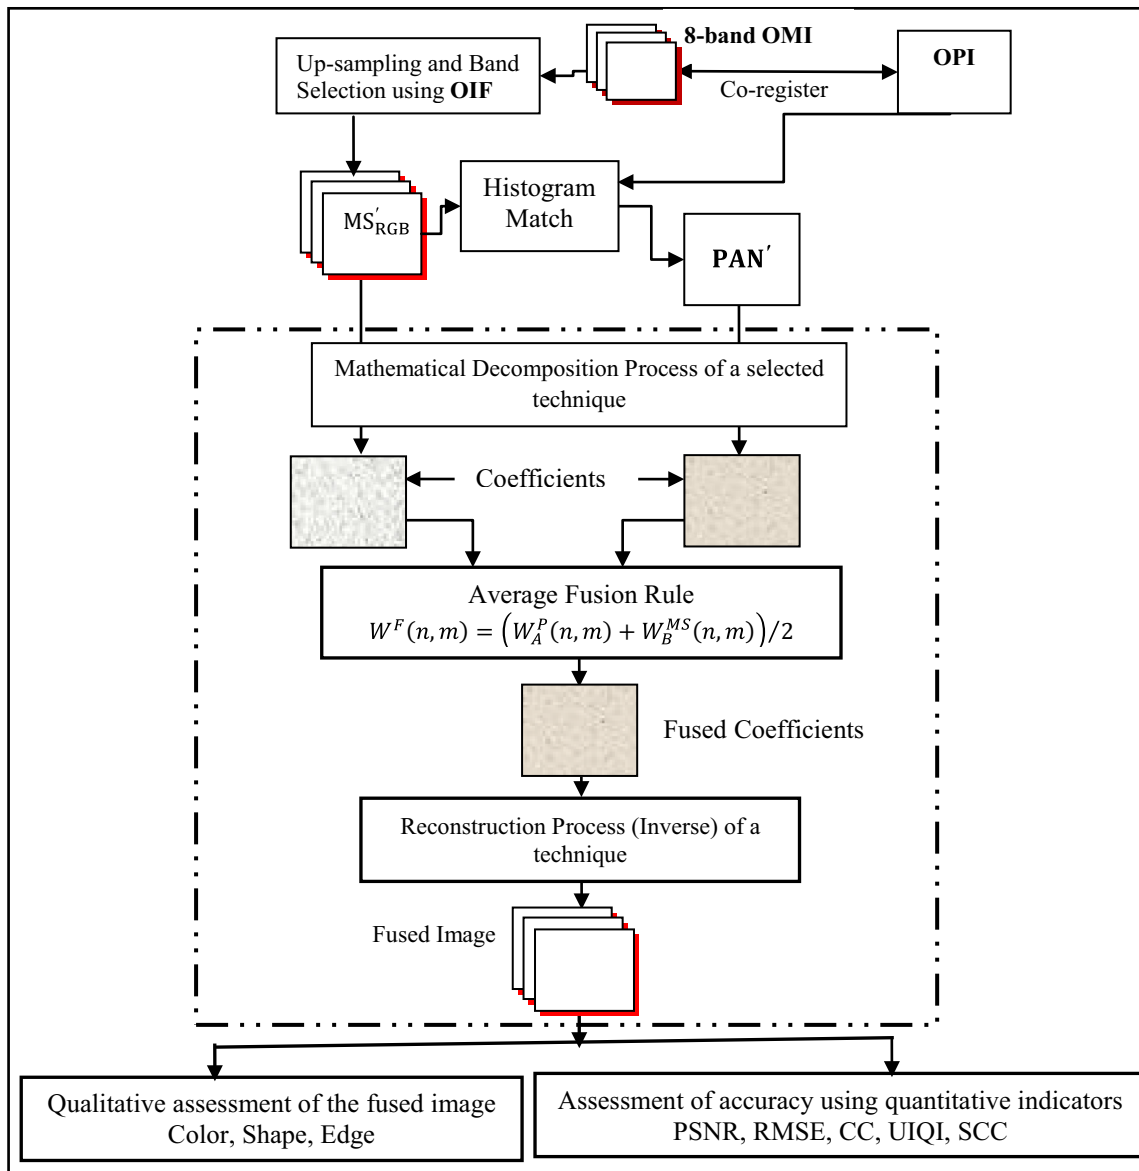 8-band OMI
OPI
Up-sampling and Band
Selection using OIF
Co-register
Histogram
Match
MS′RGB
PAN′
Mathematical Decomposition Process of a selected
technique
Coefficients
Average Fusion Rule
W^F(n, m) = (W_A^P(n, m) + W_B^MS(n, m))/2
Fused Coefficients
Reconstruction Process (Inverse) of a
technique
Fused Image
Qualitative assessment of the fused image
Color, Shape, Edge
Assessment of accuracy using quantitative indicators
PSNR, RMSE, CC, UIQI, SCC